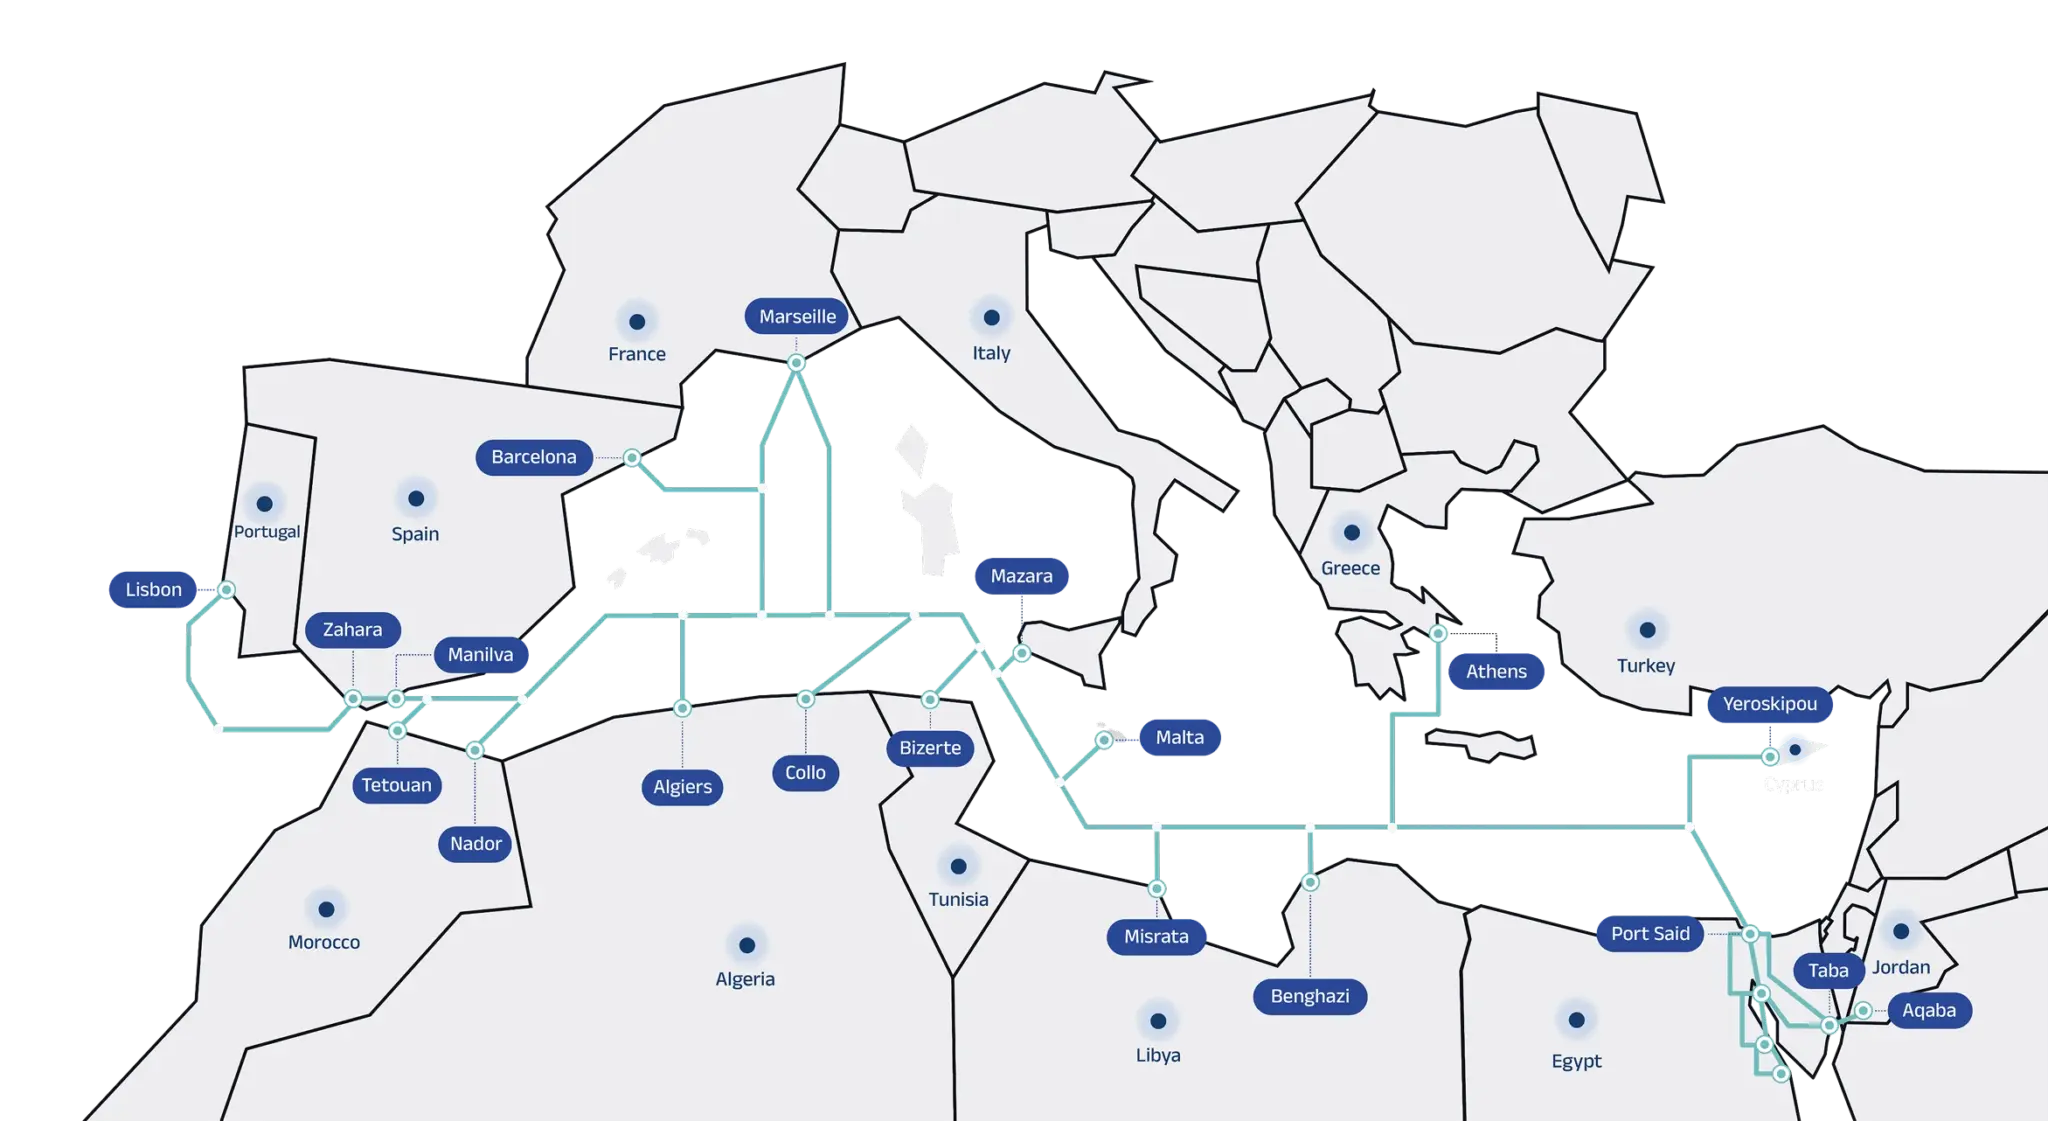 Marseille
France
Italy
Barcelona
Portugal
Spain
Greece
Mazara
Lisbon
Zahara
Manilva
Athens
Turkey
Yeroskipou
Malta
Bizerte
Collo
Algiers
Tetouan
Cyprus
Nador
Tunisia
Morocco
Misrata
Port Said
Algeria
Taba
Jordan
Benghazi
Aqaba
Libya
Egypt